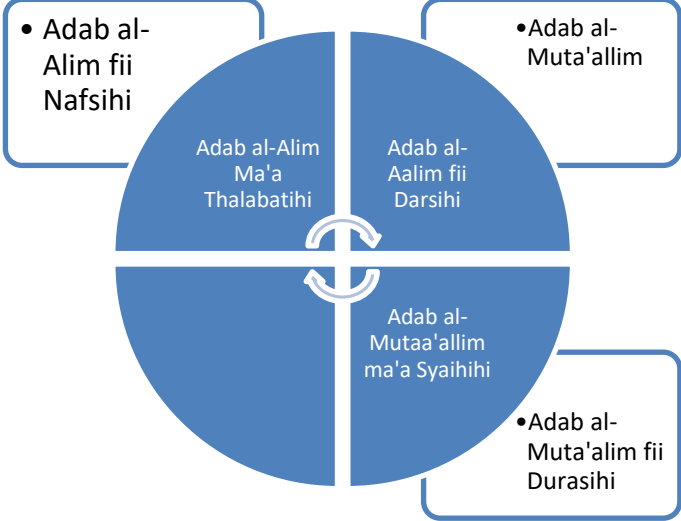 • Adab al-
Alim fii
Nafsihi
•Adab al-
Muta'allim
Adab al-Alim
Ma'a
Thalabatihi
Adab al-
Aalim fii
Darsihi
Adab al-
Mutaa'allim
ma'a Syaihihi
•Adab al-
Muta'alim fii
Durasihi